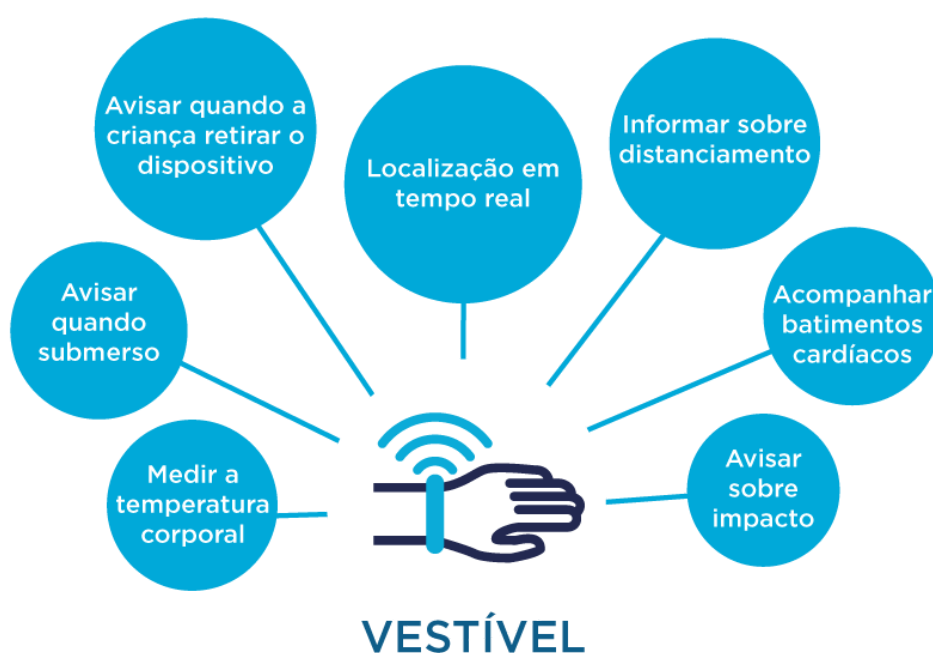 Avisar quando a
criança retirar o
dispositivo
Localização em
tempo real
Informar sobre
distanciamento
Avisar
quando
submerso
Acompanhar
batimentos
cardíacos
Medir a
temperatura
corporal
Avisar
sobre
impacto
VESTÍVEL